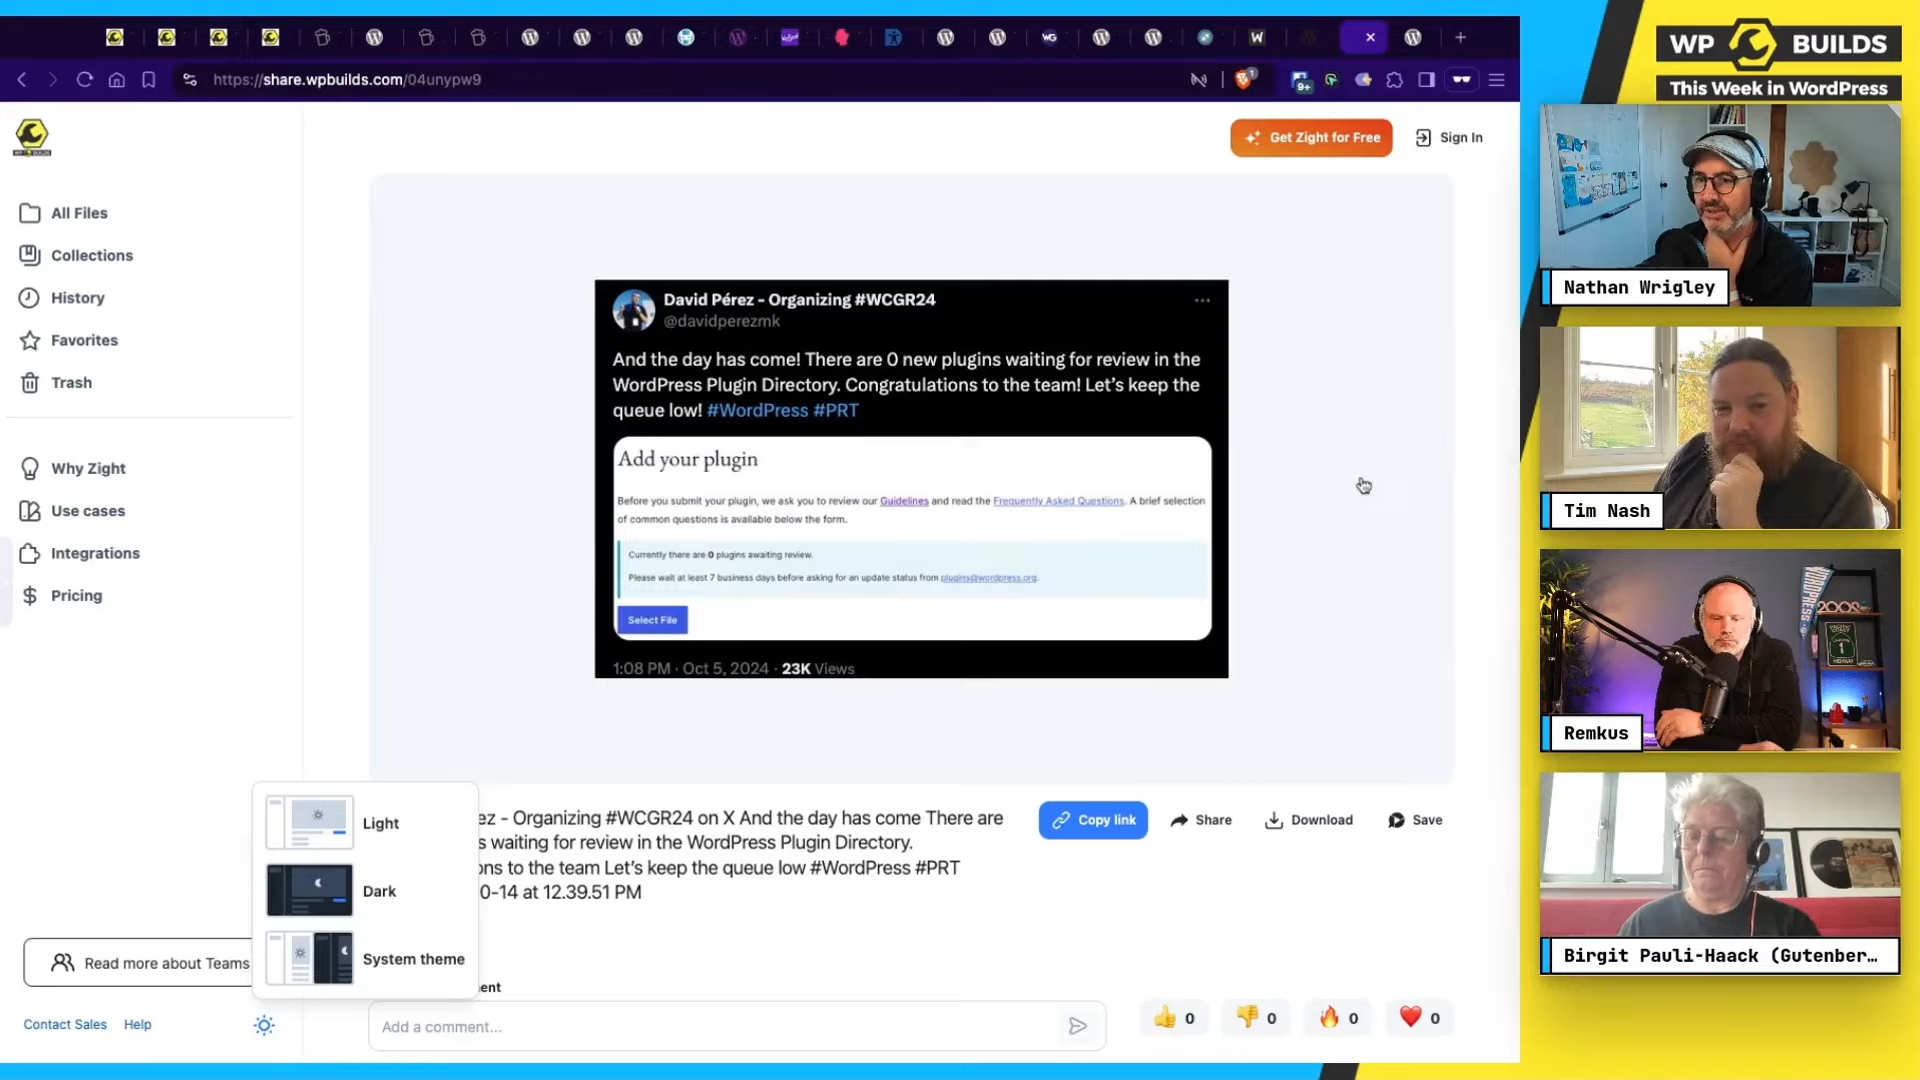 https://share.wpbuilds.com/04unypw9
9+
1
WG
W
WP BUILDS
This Week in WordPress
Get Zight for Free
Sign In
All Files
Collections
History
Favorites
Trash
Why Zight
Use cases
Integrations
Pricing
David Pérez - Organizing #WCGR24
@davidperezmk
And the day has come! There are 0 new plugins waiting for review in the
WordPress Plugin Directory. Congratulations to the team! Let's keep the
queue low! #WordPress #PRT
Add your plugin
Before you submit your plugin, we ask you to review our Guidelines and read the Frequently Asked Questions. A brief selection
of common questions is available below the form.
Currently there are 0 plugins awaiting review.
Please wait at least 7 business days before asking for an update status from plugins@wordpress.org.
Select File
1:08 PM · Oct 5, 2024 · 23K Views
Light
Dark
System theme
ez - Organizing #WCGR24 on X And the day has come There are
s waiting for review in the WordPress Plugin Directory.
ons to the team Let's keep the queue low #WordPress #PRT
0-14 at 12.39.51 PM
Copy link
Share
Download
Save
Read more about Teams
ent
Add a comment...
0
0
0
0
Contact Sales
Help
Nathan Wrigley
Tim Nash
Remkus
Birgit Pauli-Haack (Gutenber...